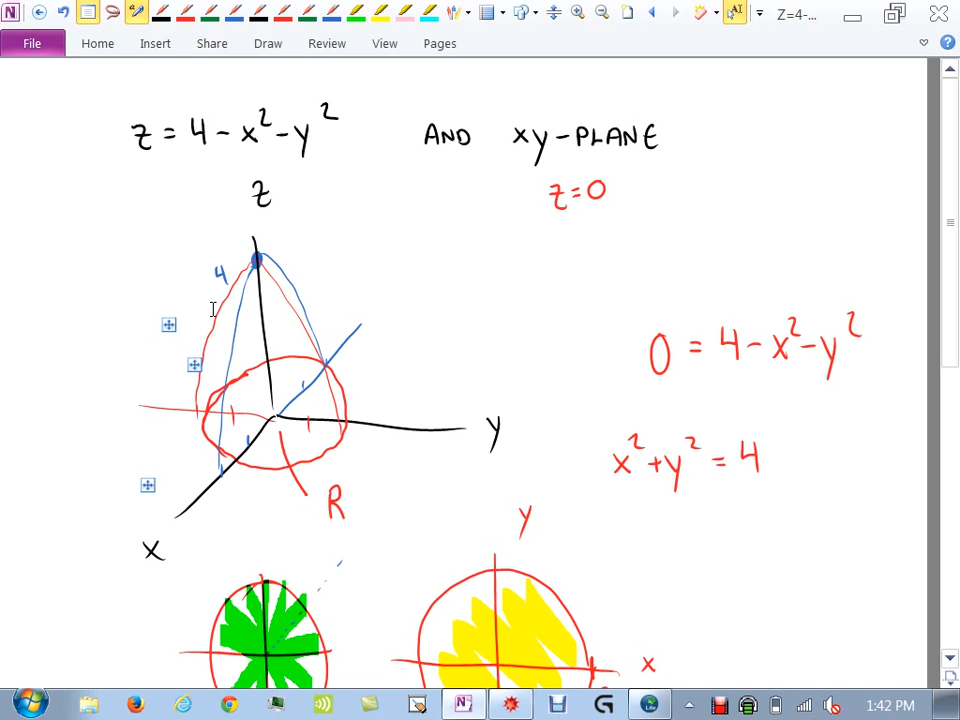 Z=4-...
File Home Insert Share Draw Review View Pages
z = 4 - x² - y² AND xy-PLANE
z z=0
4
0 = 4 - x² - y²
y
x² + y² = 4
R
y
x
x
1:42 PM